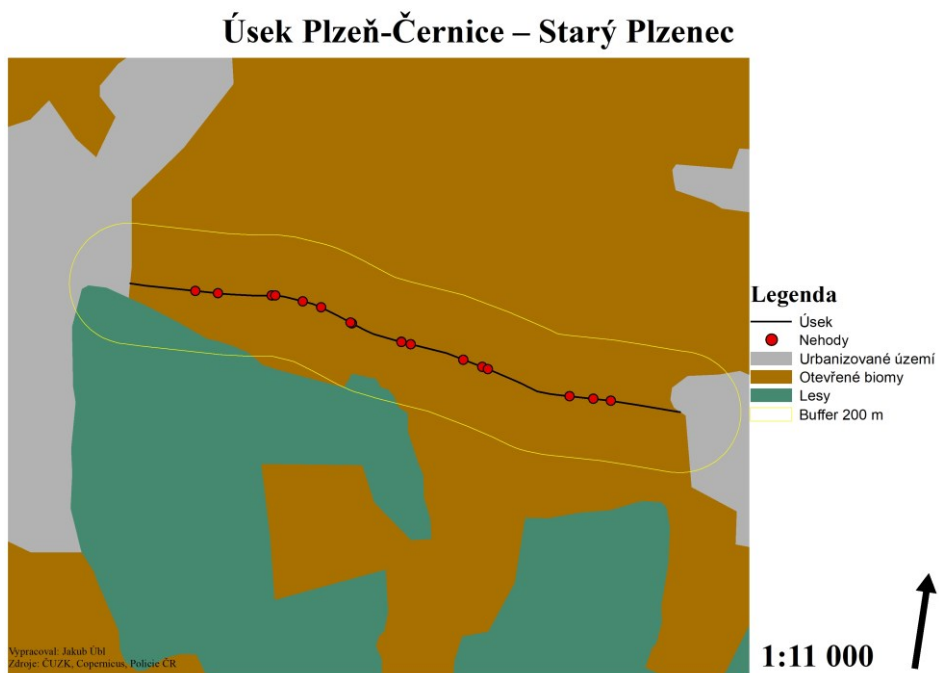 Úsek Plzeň-Černice – Starý Plzenec
Legenda
Úsek
Nehody
Urbanizované území
Otevřené biomy
Lesy
Buffer 200 m
Vypracoval: Jakub Übl
Zdroje: ČUZK, Copernicus, Policie ČR
1:11 000